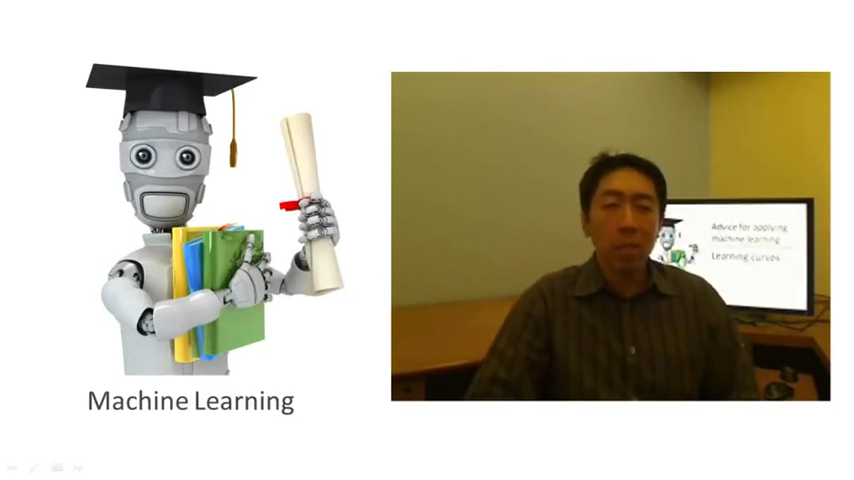 Machine Learning
Advice for applying
machine learning
Learning curves